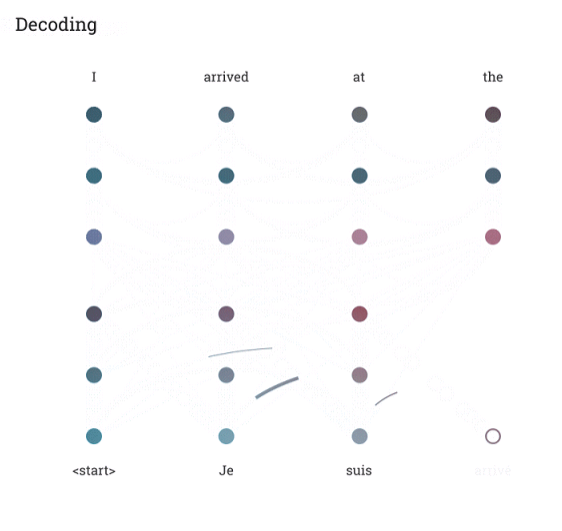 Decoding
I arrived at the
<start> Je suis arrivé